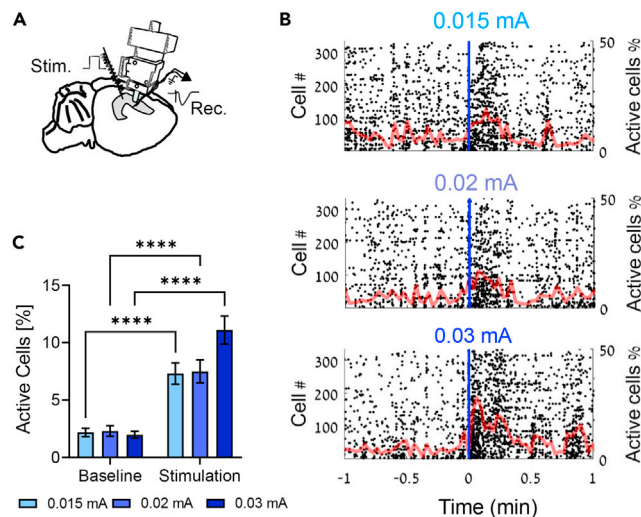 A
Stim.
Rec.
B
0.015 mA
300
200
100
Cell #
50
0
Active cells %
0.02 mA
300
200
100
Cell #
50
0
Active cells %
0.03 mA
300
200
100
Cell #
50
0
Active cells %
-1 -0.5 0 0.5 1
Time (min)
C
**** 
****
****
15
10
5
0
Active Cells [%]
Baseline Stimulation
0.015 mA 0.02 mA 0.03 mA